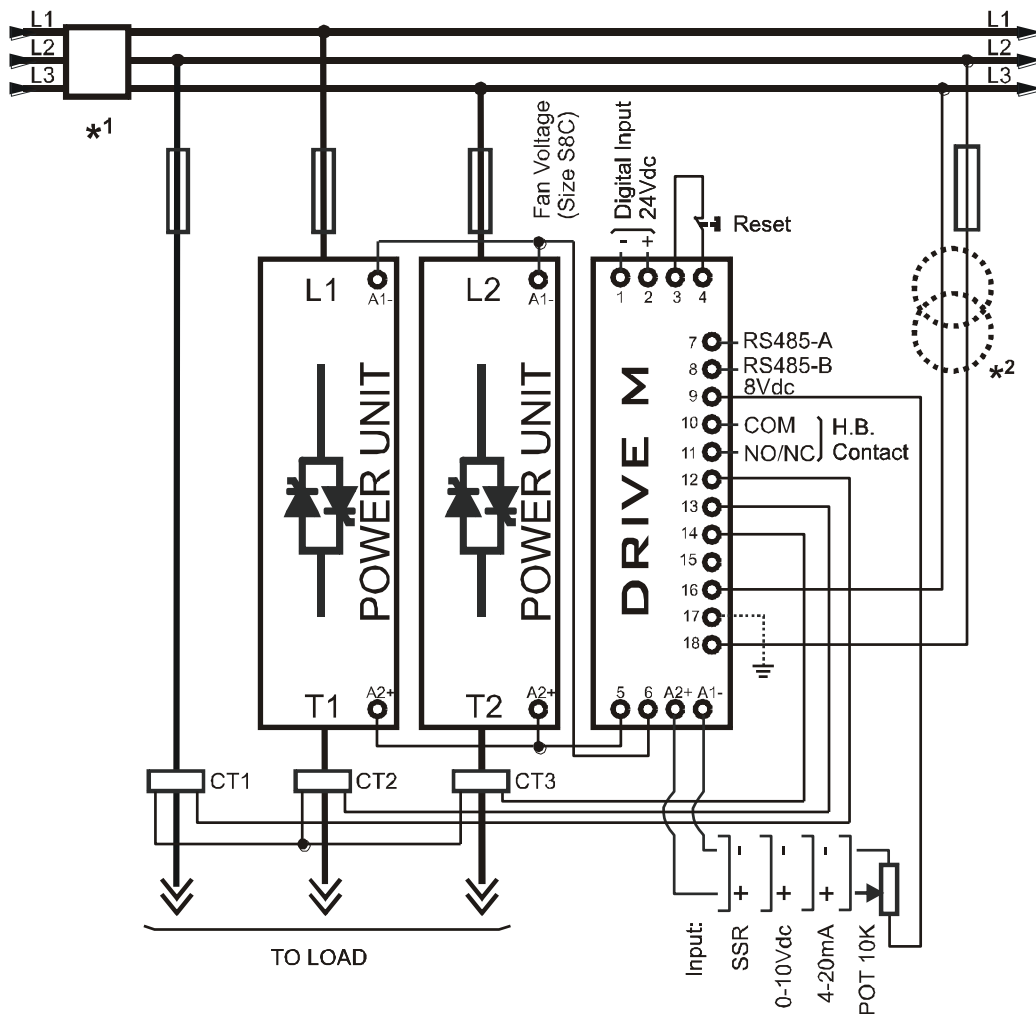 L1
L1
L2
L2
L3
L3
*1
Fan Voltage
(Size S8C)
Digital Input
24Vdc
- +
Reset
L1
A1-
L2
A1-
1 2 3 4
7 RS485-A
8 RS485-B
*2
9 8Vdc
10 COM
11 NO/NC
H.B.
Contact
12
13
14
15
16
17
18
POWER UNIT
POWER UNIT
DRIVE M
T1
A2+
T2
A2+
5 6 A2+ A1-
CT1
CT2
CT3
- - -
+ + +
Input:
SSR
0-10Vdc
4-20mA
POT 10K
TO LOAD